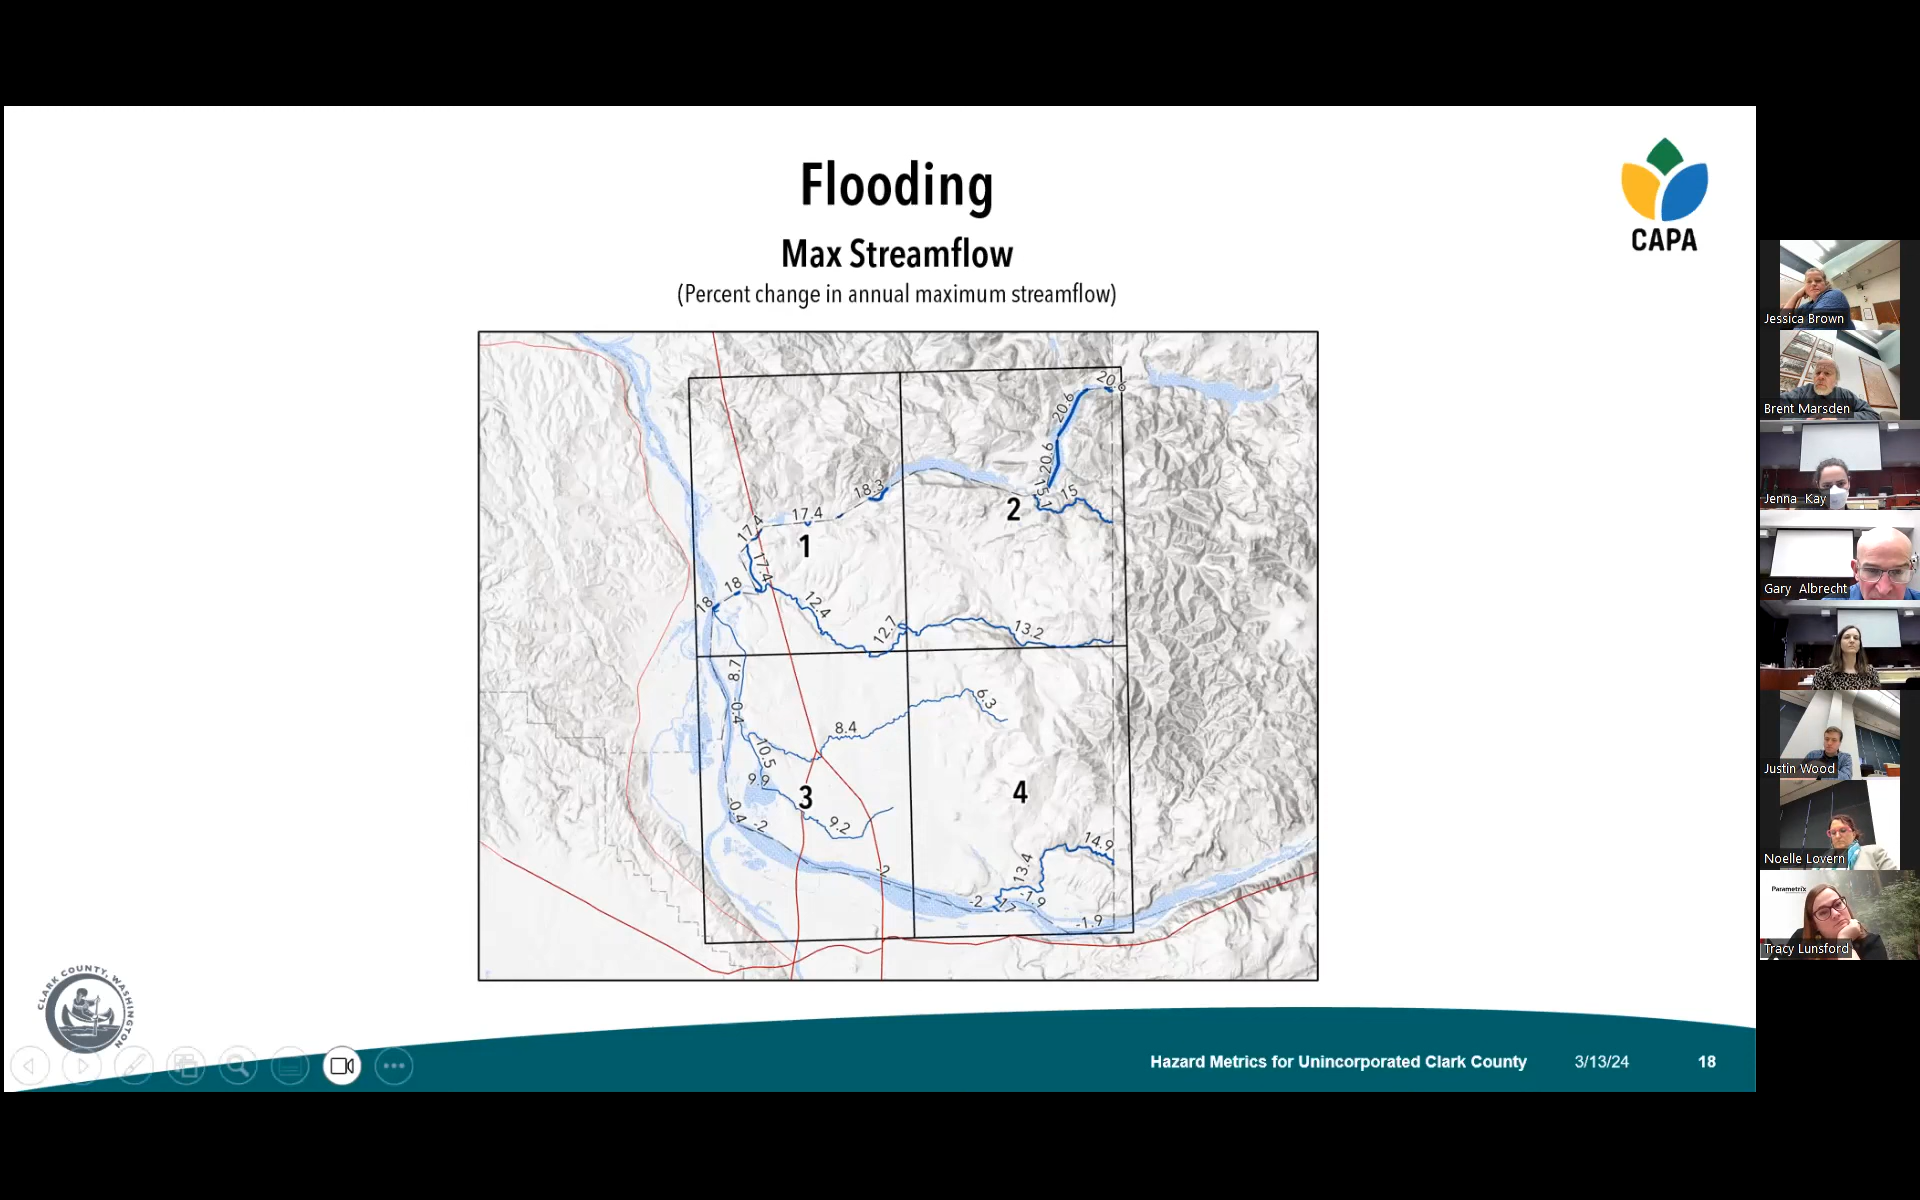 Flooding
Max Streamflow
(Percent change in annual maximum streamflow)
CAPA
20.6
20.6
20.6
15.1
15
2
18.3
17.4
17.4
1
17.4
18
18
12.4
12.7
13.2
8.7
-0.4
10.5
8.4
6.3
9.9
3
9.2
4
-0.4
-2
-2
14.9
13.4
-2
17
-1.9
-1.9
CLARK COUNTY, WASHINGTON
Hazard Metrics for Unincorporated Clark County
3/13/24
18
Jessica Brown
Brent Marsden
Jenna Kay
Gary Albrecht
Justin Wood
Noelle Lovern
Parametrix
Tracy Lunsford